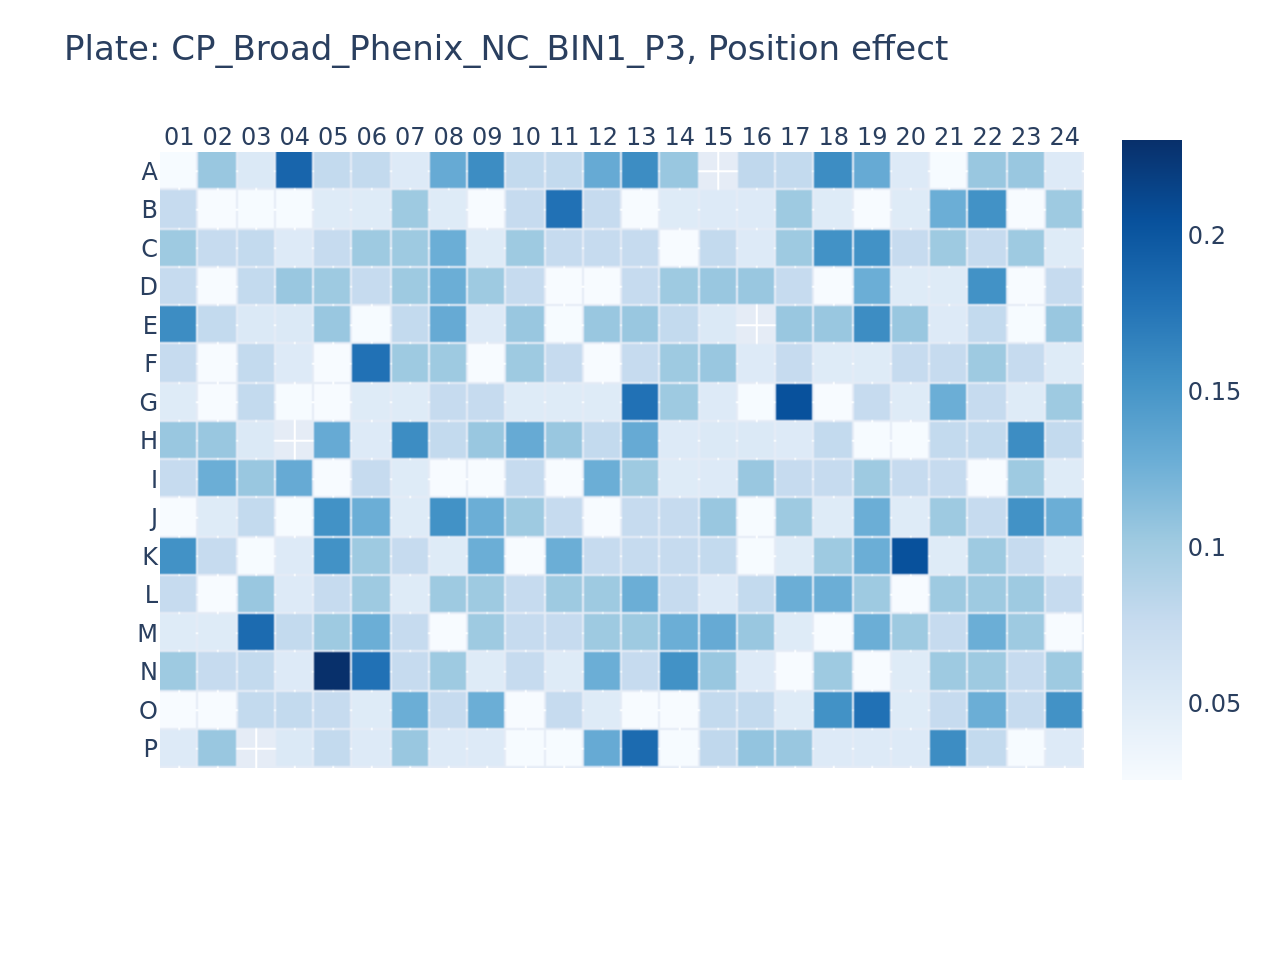 Plate: CP_Broad_Phenix_NC_BIN1_P3, Position effect
01 02 03 04 05 06 07 08 09 10 11 12 13 14 15 16 17 18 19 20 21 22 23 24
A
B
C
D
E
F
G
H
I
J
K
L
M
N
O
P
0.2
0.15
0.1
0.05